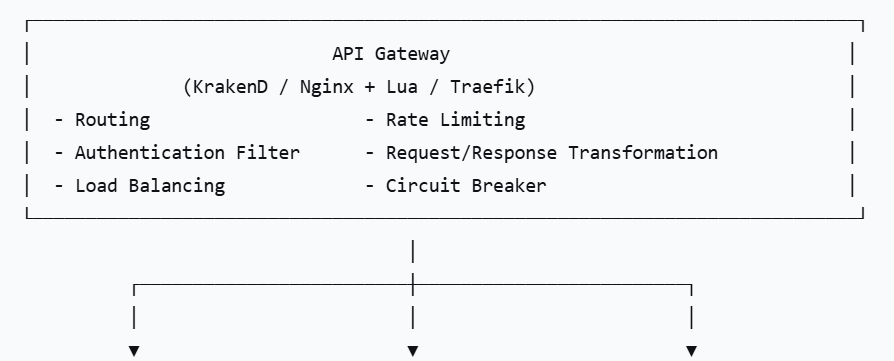 API Gateway
(KrakenD / Nginx + Lua / Traefik)
- Routing - Rate Limiting
- Authentication Filter - Request/Response Transformation
- Load Balancing - Circuit Breaker